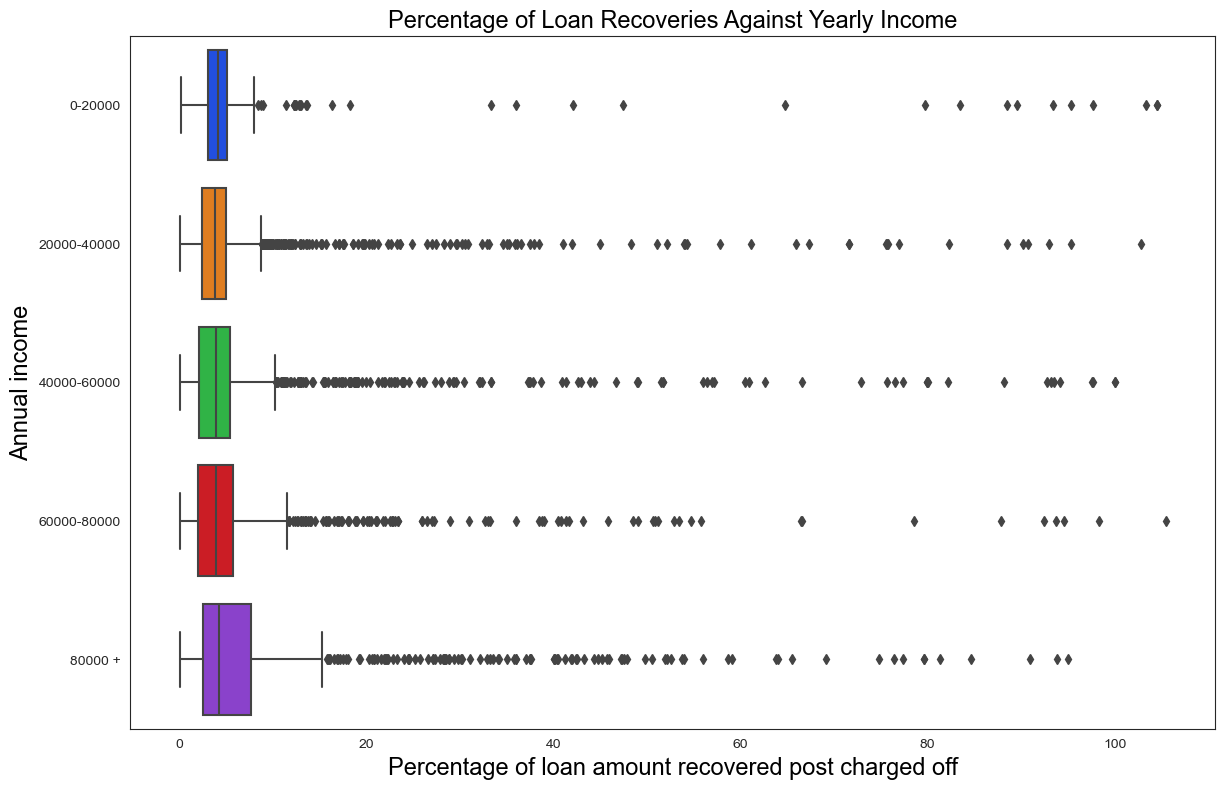 Percentage of Loan Recoveries Against Yearly Income
Annual income
0-20000
20000-40000
40000-60000
60000-80000
80000 +
0 20 40 60 80 100
Percentage of loan amount recovered post charged off